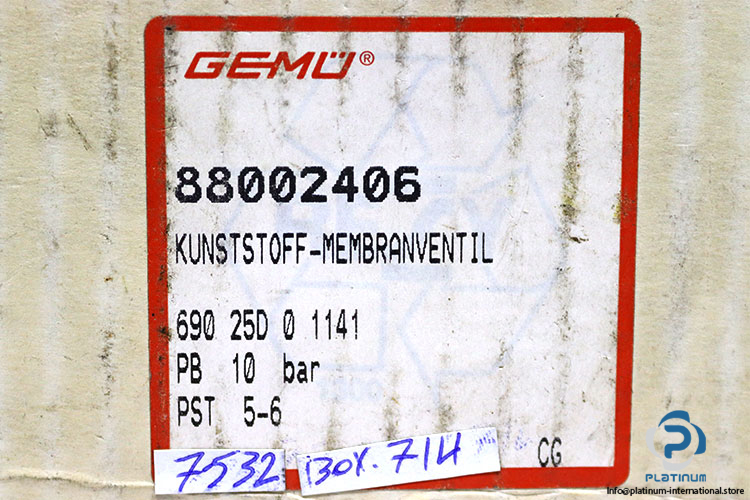 GEMÜ®
88002406
KUNSTSTOFF-MEMBRANVENTIL
690 25D 0 1141
PB 10 bar
PST 5-6
7532 BOX.714
CG
PLATINUM
Info@platinum-international.store